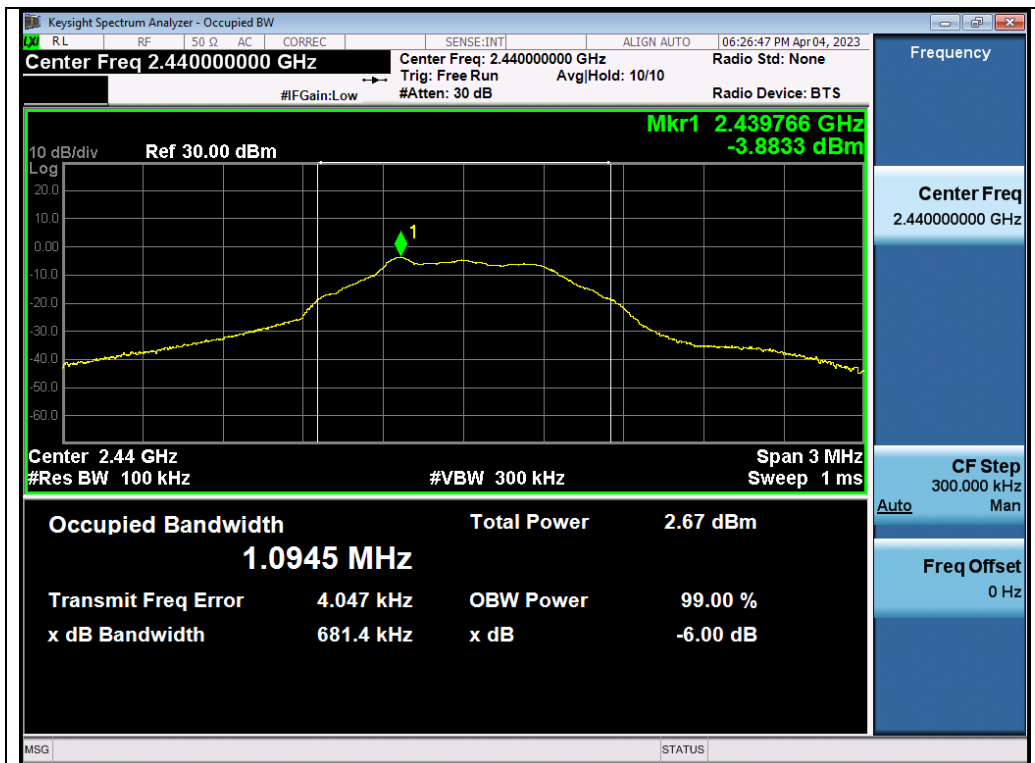 Keysight Spectrum Analyzer - Occupied BW
LXI RL RF 50 Ω AC CORREC SENSE:INT ALIGN AUTO 06:26:47 PM Apr 04, 2023
Center Freq 2.440000000 GHz
Center Freq: 2.440000000 GHz
Radio Std: None
Trig: Free Run Avg|Hold: 10/10
#IFGain:Low
#Atten: 30 dB
Radio Device: BTS
Mkr1 2.439766 GHz
-3.8833 dBm
10 dB/div Ref 30.00 dBm
Log
20.0
10.0
0.00
-10.0
-20.0
-30.0
-40.0
-50.0
-60.0
1
Center 2.44 GHz
Span 3 MHz
#Res BW 100 kHz
#VBW 300 kHz
Sweep 1 ms
Occupied Bandwidth
1.0945 MHz
Total Power 2.67 dBm
Transmit Freq Error 4.047 kHz
OBW Power 99.00 %
x dB Bandwidth 681.4 kHz
x dB -6.00 dB
Frequency
Center Freq
2.440000000 GHz
CF Step
300.000 kHz
Auto Man
Freq Offset
0 Hz
MSG
STATUS